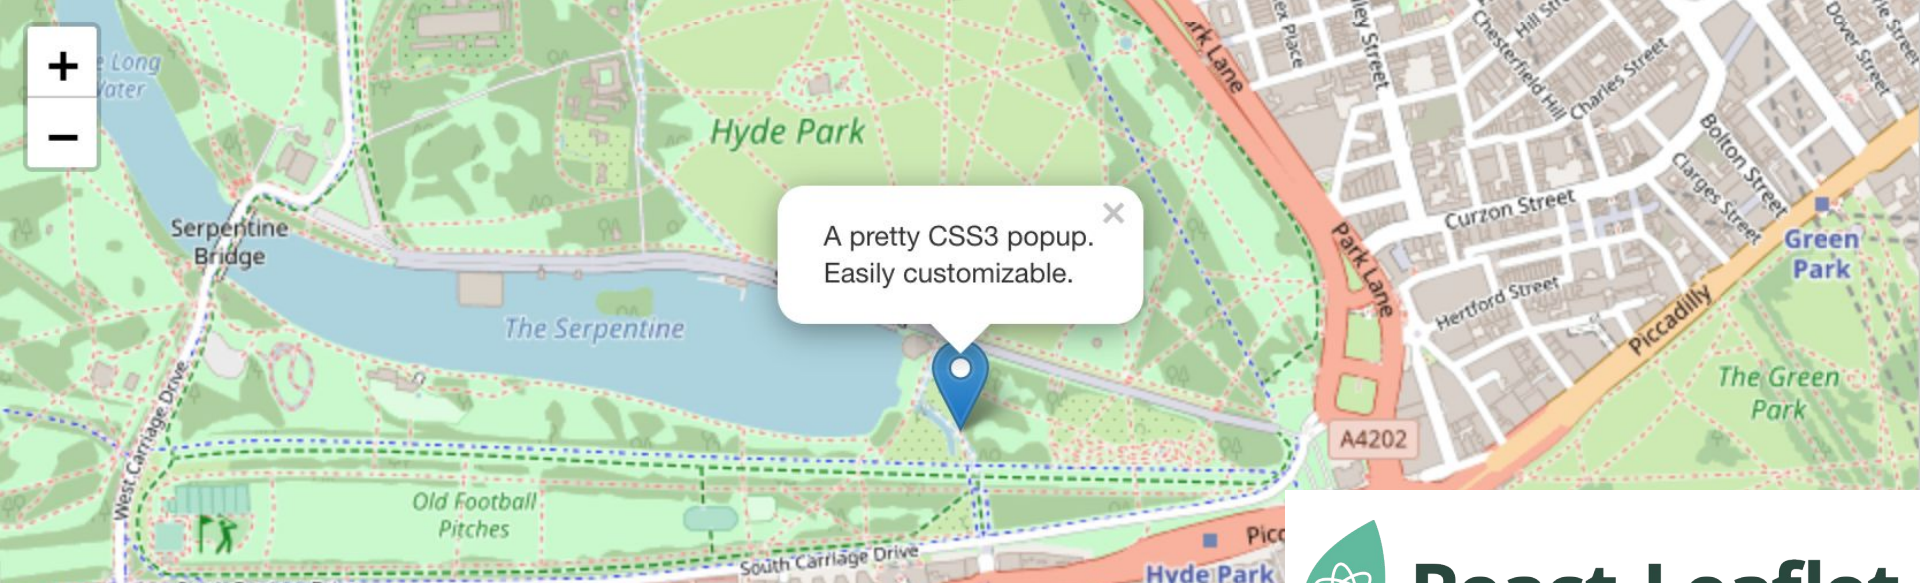 +
−
Long
Water
Serpentine
Bridge
Hyde Park
The Serpentine
A pretty CSS3 popup.
Easily customizable.
×
Park Lane
Chesterfield Hill
Charles Street
Dover Street
Bolton Street
Clarges Street
Curzon Street
Park Lane
Hertford Street
Piccadilly
Green
Park
The Green
Park
A4202
West Carriage Drive
Old Football
Pitches
South Carriage Drive
Hyde Park
React Leaflet